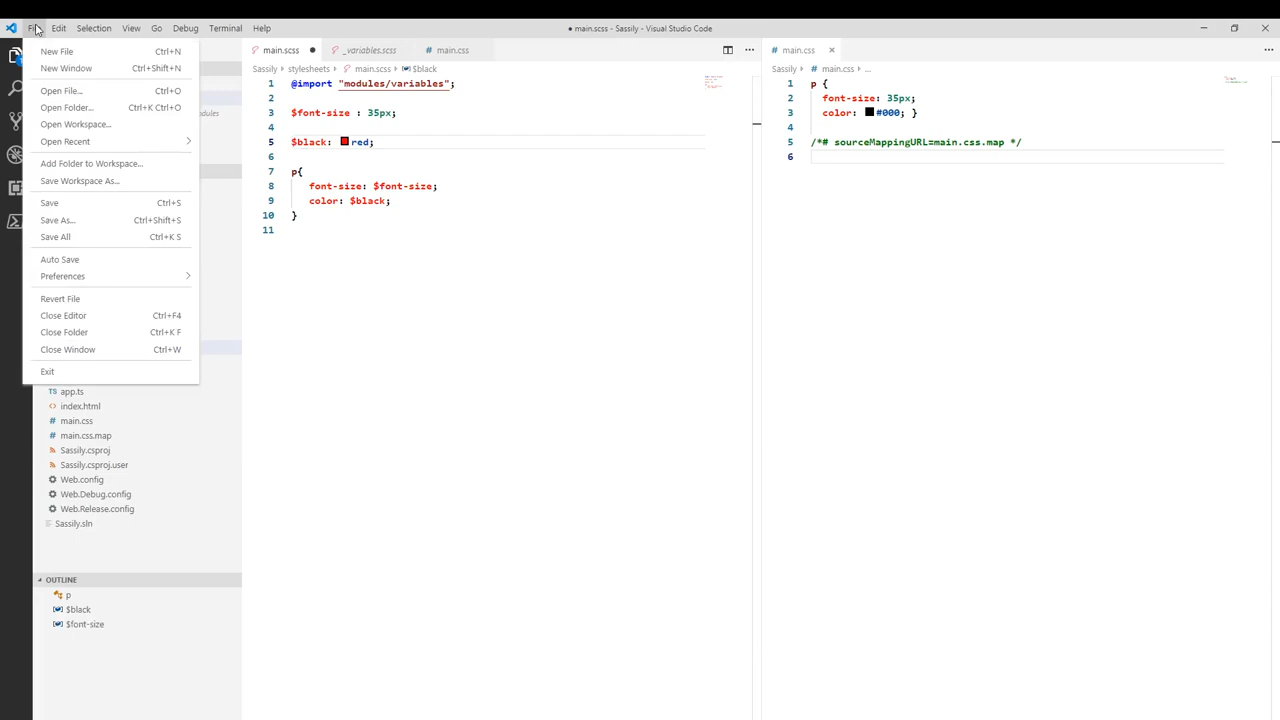 File Edit Selection View Go Debug Terminal Help
● main.scss - Sassily - Visual Studio Code
New File Ctrl+N
New Window Ctrl+Shift+N
Open File... Ctrl+O
Open Folder... Ctrl+K Ctrl+O
Open Workspace...
Open Recent
Add Folder to Workspace...
Save Workspace As...
Save Ctrl+S
Save As... Ctrl+Shift+S
Save All Ctrl+K S
Auto Save
Preferences
Revert File
Close Editor Ctrl+F4
Close Folder Ctrl+K F
Close Window Ctrl+W
Exit
app.ts
index.html
main.css
main.css.map
Sassily.csproj
Sassily.csproj.user
Web.config
Web.Debug.config
Web.Release.config
Sassily.sln
OUTLINE
p
$black
$font-size
main.scss _variables.scss main.css
Sassily stylesheets main.scss $black
1 @import "modules/variables";
2
3 $font-size : 35px;
4
5 $black: red;
6
7 p{
8 font-size: $font-size;
9 color: $black;
10 }
11
main.css
Sassily main.css ...
1 p {
2 font-size: 35px;
3 color: #000; }
4
5 /*# sourceMappingURL=main.css.map */
6